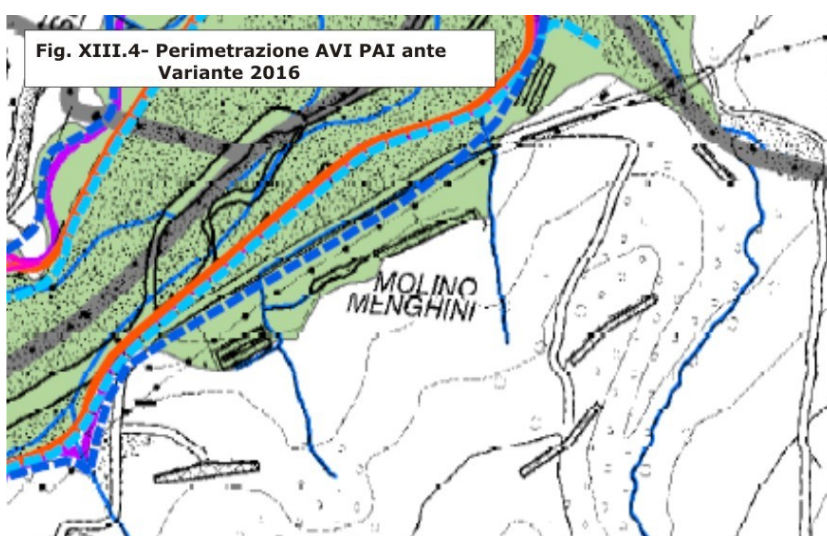 Fig. XIII.4- Perimetrazione AVI PAI ante
Variante 2016
MOLINO
MENGHINI